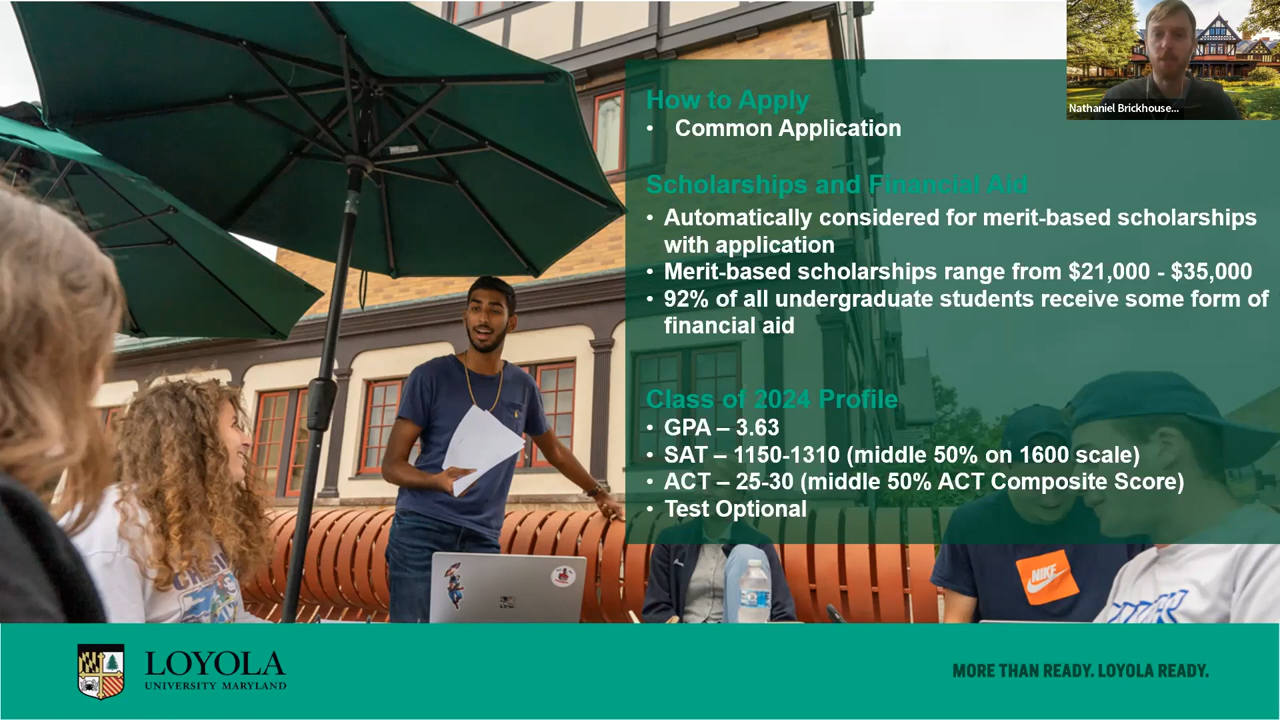 Nathaniel Brickhouse...
How to Apply
• Common Application
Scholarships and Financial Aid
• Automatically considered for merit-based scholarships
with application
• Merit-based scholarships range from $21,000 - $35,000
• 92% of all undergraduate students receive some form of
financial aid
Class of 2024 Profile
• GPA – 3.63
• SAT – 1150-1310 (middle 50% on 1600 scale)
• ACT – 25-30 (middle 50% ACT Composite Score)
• Test Optional
NIKE
LOYOLA
UNIVERSITY MARYLAND
MORE THAN READY. LOYOLA READY.